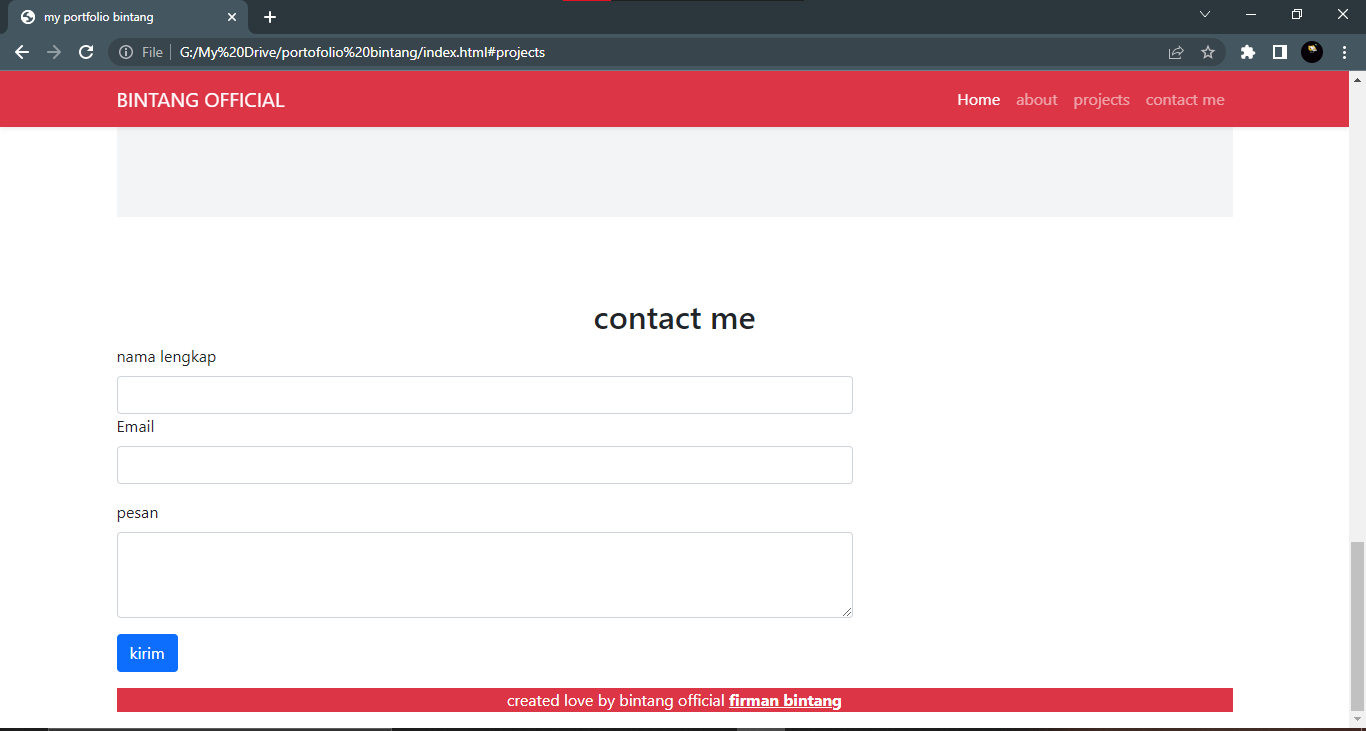 my portfolio bintang
File G:/My%20Drive/portofolio%20bintang/index.html#projects
BINTANG OFFICIAL Home about projects contact me
contact me
nama lengkap
Email
pesan
kirim
created love by bintang official firman bintang